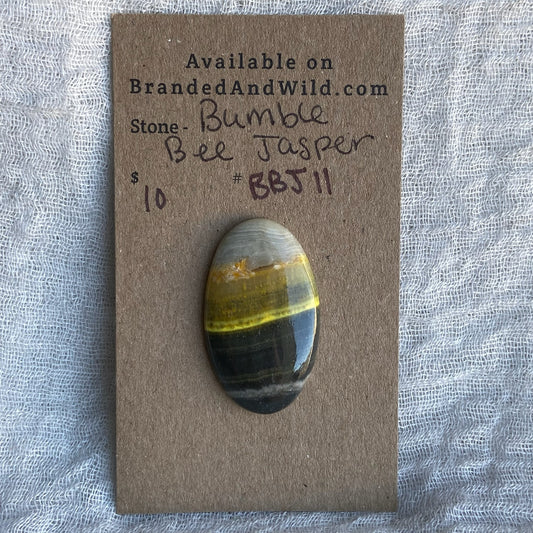 Available on
BrandedAndWild.com
Stone - Bumble
Bee Jasper
$ 10 # BBJ11